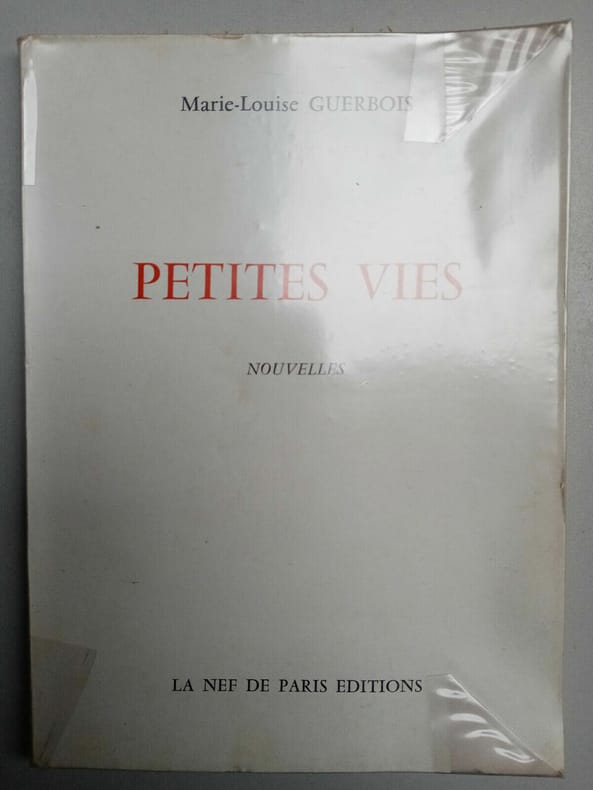 Marie-Louise GUERBOIS
PETITES VIES
NOUVELLES
LA NEF DE PARIS EDITIONS